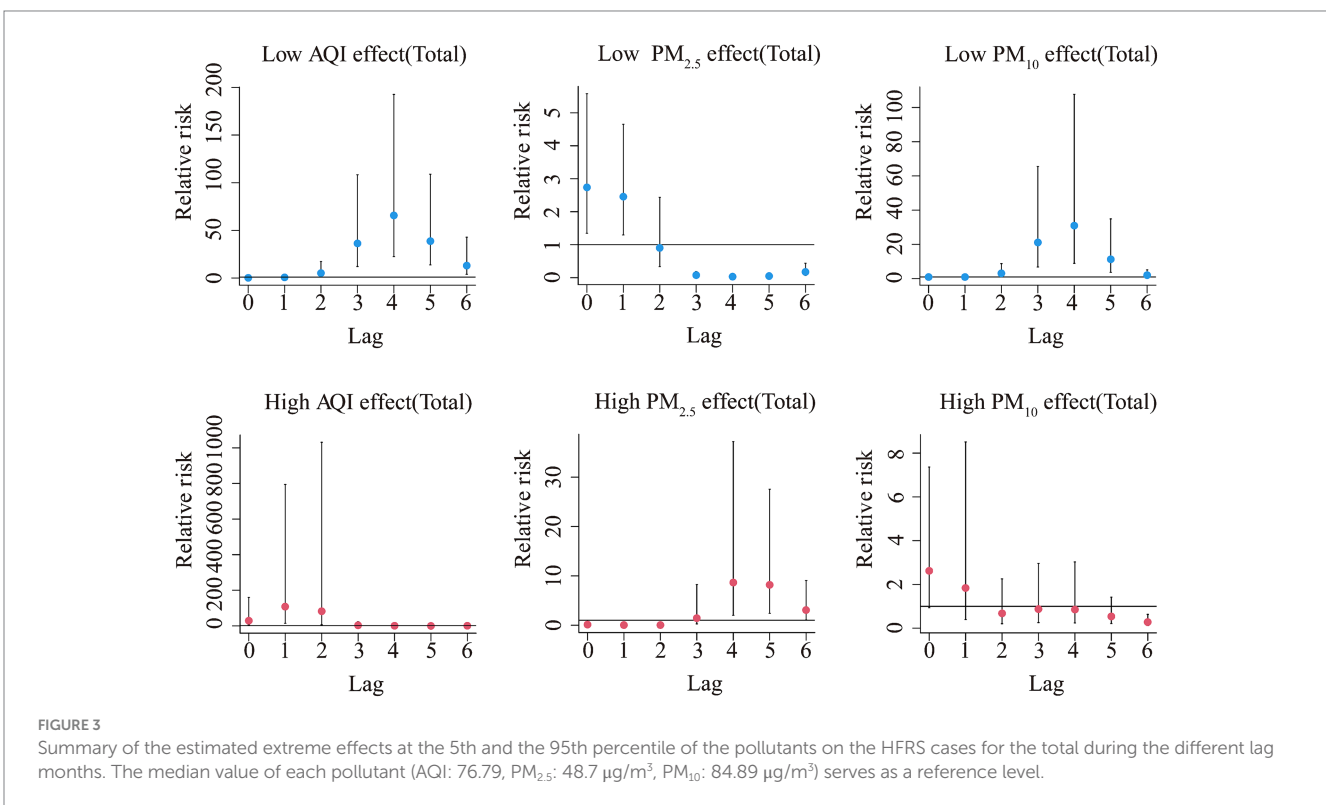 Low AQI effect(Total)
Relative risk
0 50 100 150 200
0 1 2 3 4 5 6
Lag
Low PM2.5 effect(Total)
Relative risk
0 1 2 3 4 5
0 1 2 3 4 5 6
Lag
Low PM10 effect(Total)
Relative risk
0 20 40 60 80 100
0 1 2 3 4 5 6
Lag
High AQI effect(Total)
Relative risk
0 200 400 600 800 1000
0 1 2 3 4 5 6
Lag
High PM2.5 effect(Total)
Relative risk
0 10 20 30
0 1 2 3 4 5 6
Lag
High PM10 effect(Total)
Relative risk
0 2 4 6 8
0 1 2 3 4 5 6
Lag
FIGURE 3
Summary of the estimated extreme effects at the 5th and the 95th percentile of the pollutants on the HFRS cases for the total during the different lag
months. The median value of each pollutant (AQI: 76.79, PM2.5: 48.7 μg/m³, PM10: 84.89 μg/m³) serves as a reference level.